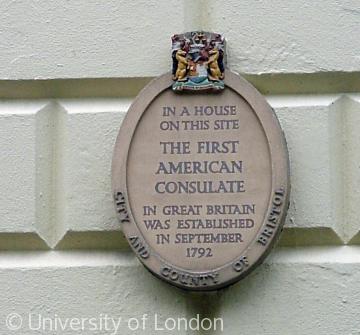 IN A HOUSE
ON THIS SITE
THE FIRST
AMERICAN
CONSULATE
IN GREAT BRITAIN
WAS ESTABLISHED
IN SEPTEMBER
1792
CITY AND COUNTY OF BRISTOL
© University of London